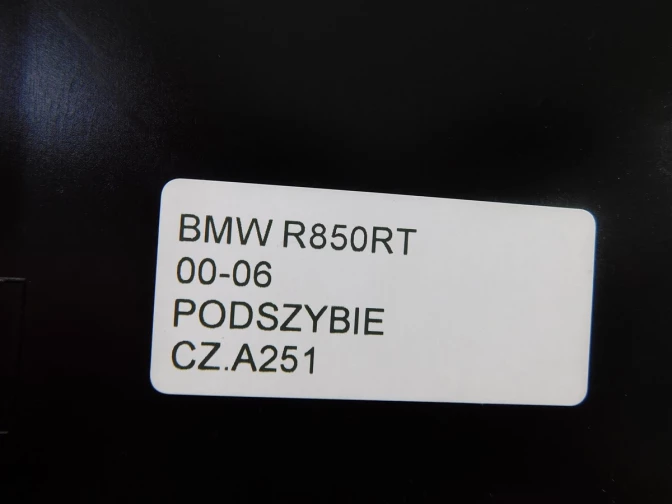 BMW R850RT
00-06
PODSZYBIE
CZ.A251